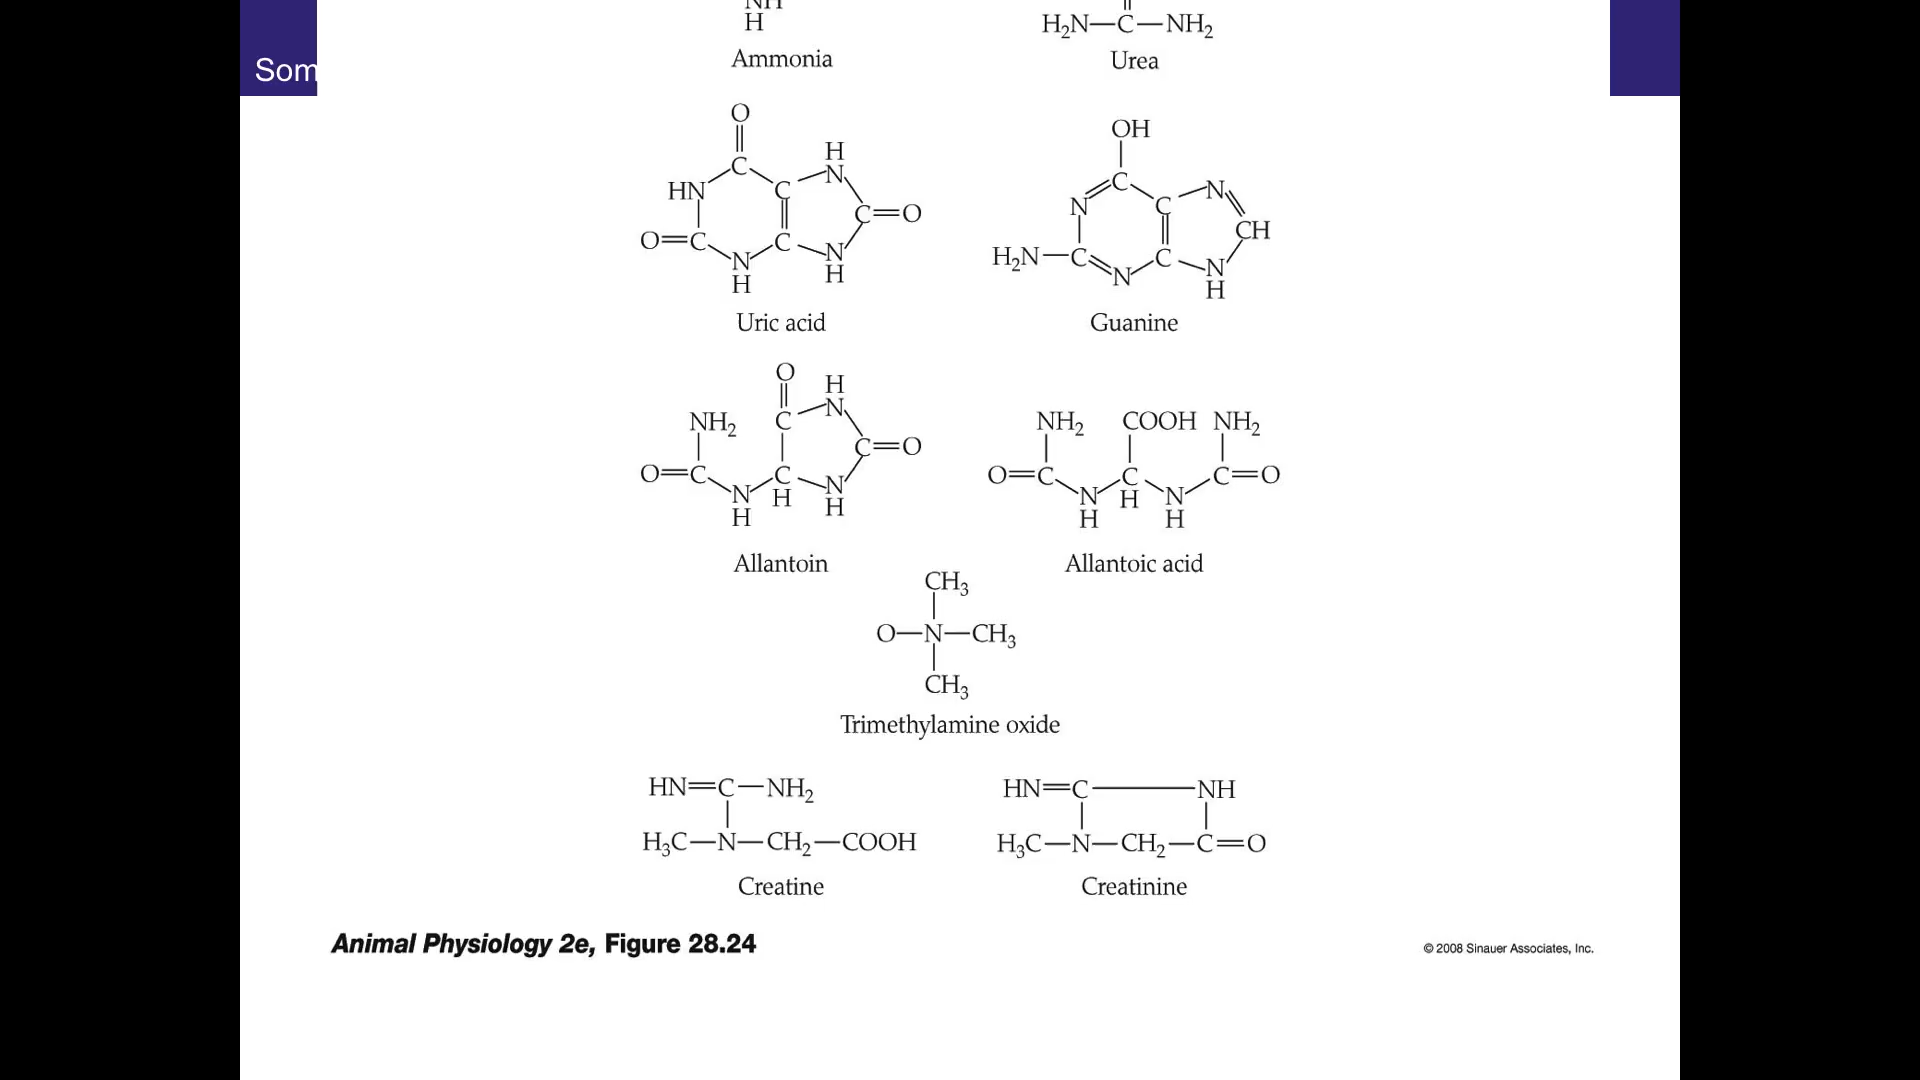 NH
H
H₂N—C—NH₂
Ammonia
Urea
Som
O
C
HN
C
H
N
C=O
O=C
C
N
H
N
H
Uric acid
OH
C
N
C
N
CH
H₂N—C
N
C
N
H
Guanine
O
C
H
N
NH₂
C=O
O=C
N
H
C
H
N
H
Allantoin
NH₂
COOH
NH₂
O=C
N
H
C
H
N
H
C=O
Allantoic acid
CH₃
O—N—CH₃
CH₃
Trimethylamine oxide
HN=C—NH₂
H₃C—N—CH₂—COOH
Creatine
HN=C—NH
H₃C—N—CH₂—C=O
Creatinine
Animal Physiology 2e, Figure 28.24
© 2008 Sinauer Associates, Inc.